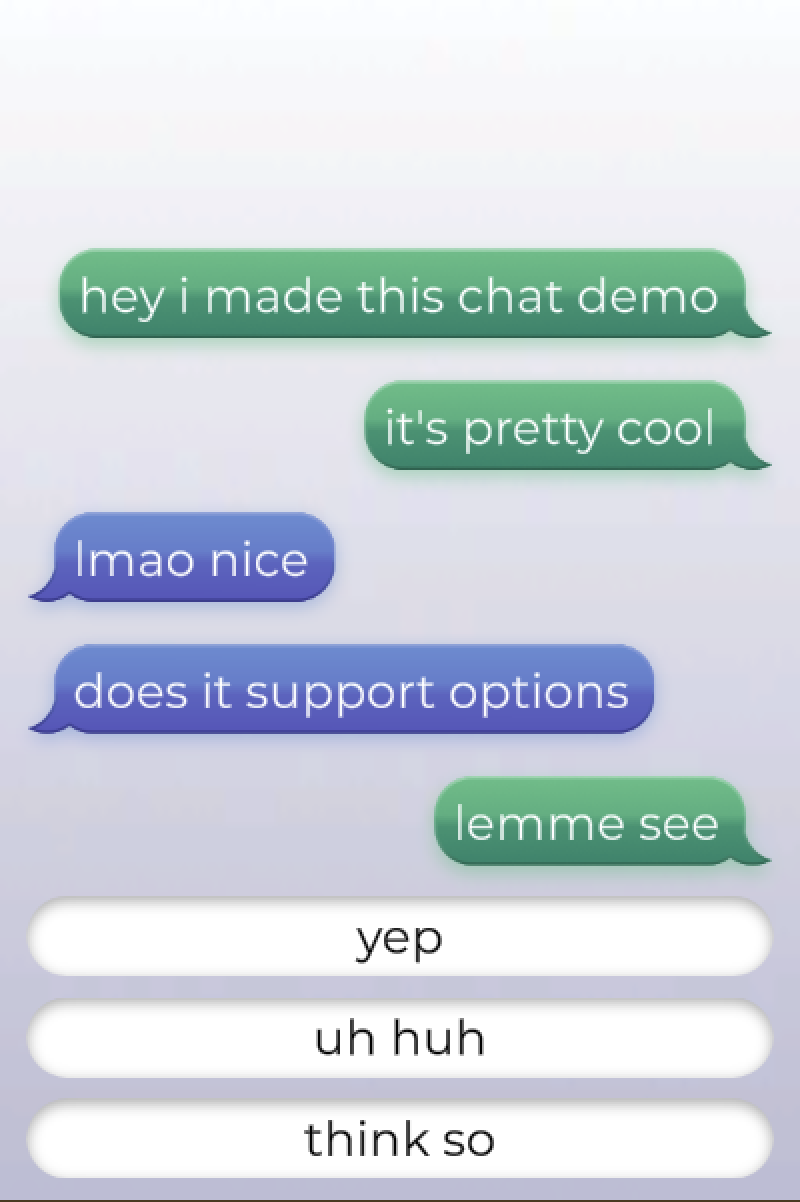 hey i made this chat demo
it's pretty cool
lmao nice
does it support options
lemme see
yep
uh huh
think so